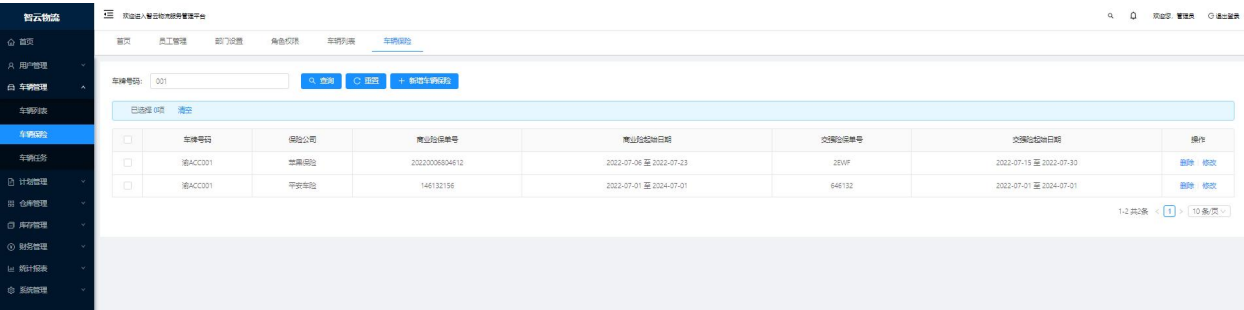 智云物流
欢迎进入智云物流服务管理平台
欢迎您，管理员 退出登录
首页 员工管理 部门设置 角色权限 车辆列表 车辆保险
首页
用户管理
车辆管理
车辆列表
车辆保险
车辆任务
计划管理
仓库管理
库存管理
财务管理
统计报表
系统管理
车牌号码: 001 查询 重置 + 新增车辆保险
已选择 0项 清空
车牌号码 保险公司 商业险保单号 商业险起始日期 交强险保单号 交强险起始日期 操作
渝ACC001 苹果保险 20220006804612 2022-07-06 至 2022-07-23 2EWF 2022-07-15 至 2022-07-30 删除 修改
渝ACC001 平安车险 146132156 2022-07-01 至 2024-07-01 646132 2022-07-01 至 2024-07-01 删除 修改
1-2 共2条 < 1 > 10 条/页